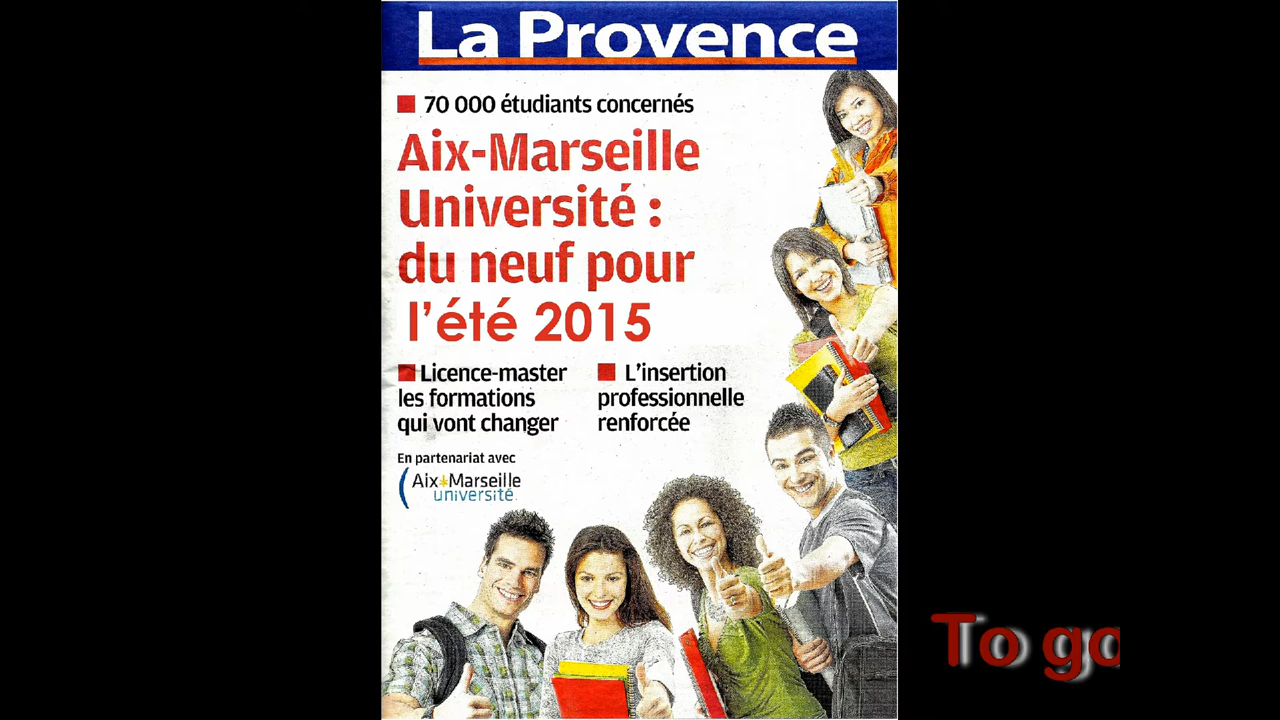 La Provence
70 000 étudiants concernés
Aix-Marseille
Université :
du neuf pour
l'été 2015
Licence-master
les formations
qui vont changer
L'insertion
professionnelle
renforcée
En partenariat avec
Aix Marseille
université
To go